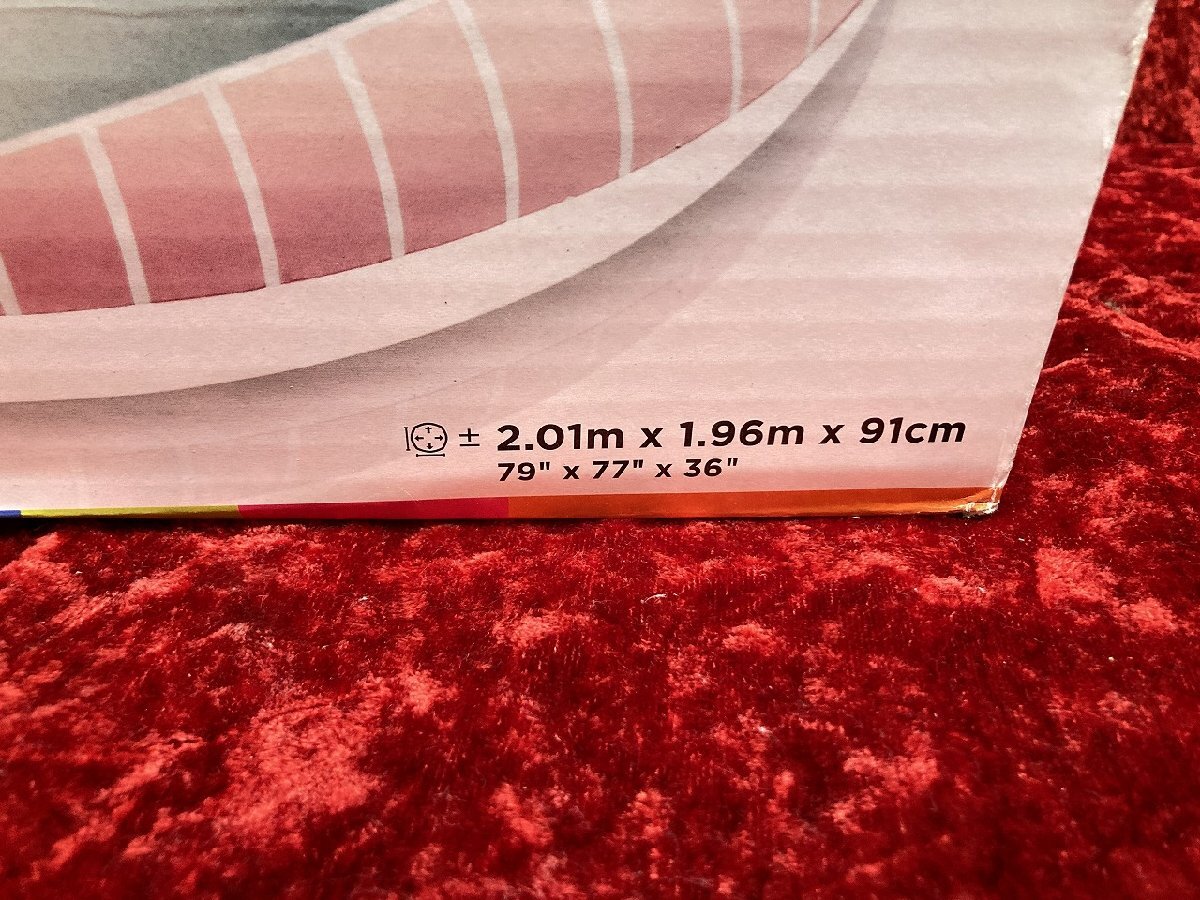 ± 2.01m x 1.96m x 91cm
79" x 77" x 36"